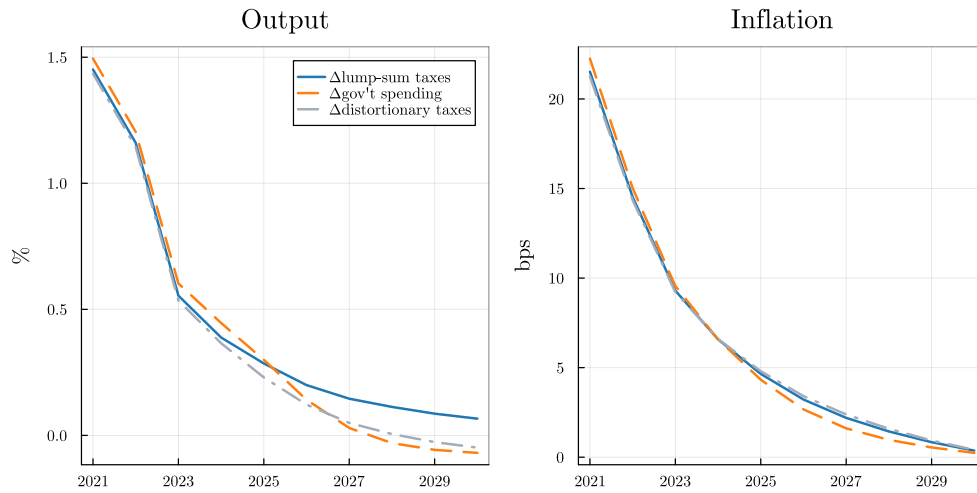 Output
1.5
1.0
0.5
0.0
%
Δlump-sum taxes
Δgov't spending
Δdistortionary taxes
2021 2023 2025 2027 2029
Inflation
20
15
10
5
0
bps
2021 2023 2025 2027 2029